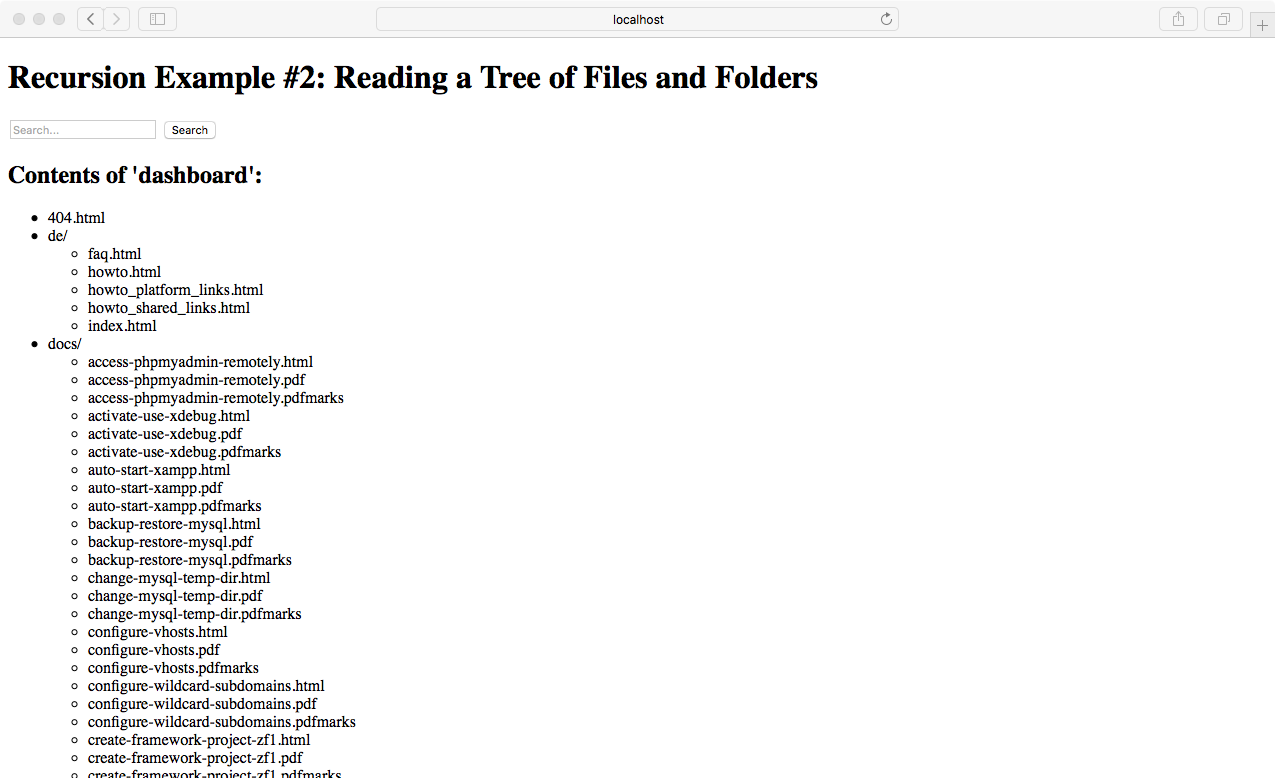 localhost
Recursion Example #2: Reading a Tree of Files and Folders
Search...
Search
Contents of 'dashboard':
404.html
de/
faq.html
howto.html
howto_platform_links.html
howto_shared_links.html
index.html
docs/
access-phpmyadmin-remotely.html
access-phpmyadmin-remotely.pdf
access-phpmyadmin-remotely.pdfmarks
activate-use-xdebug.html
activate-use-xdebug.pdf
activate-use-xdebug.pdfmarks
auto-start-xampp.html
auto-start-xampp.pdf
auto-start-xampp.pdfmarks
backup-restore-mysql.html
backup-restore-mysql.pdf
backup-restore-mysql.pdfmarks
change-mysql-temp-dir.html
change-mysql-temp-dir.pdf
change-mysql-temp-dir.pdfmarks
configure-vhosts.html
configure-vhosts.pdf
configure-vhosts.pdfmarks
configure-wildcard-subdomains.html
configure-wildcard-subdomains.pdf
configure-wildcard-subdomains.pdfmarks
create-framework-project-zf1.html
create-framework-project-zf1.pdf
create-framework-project-zf1.pdfmarks